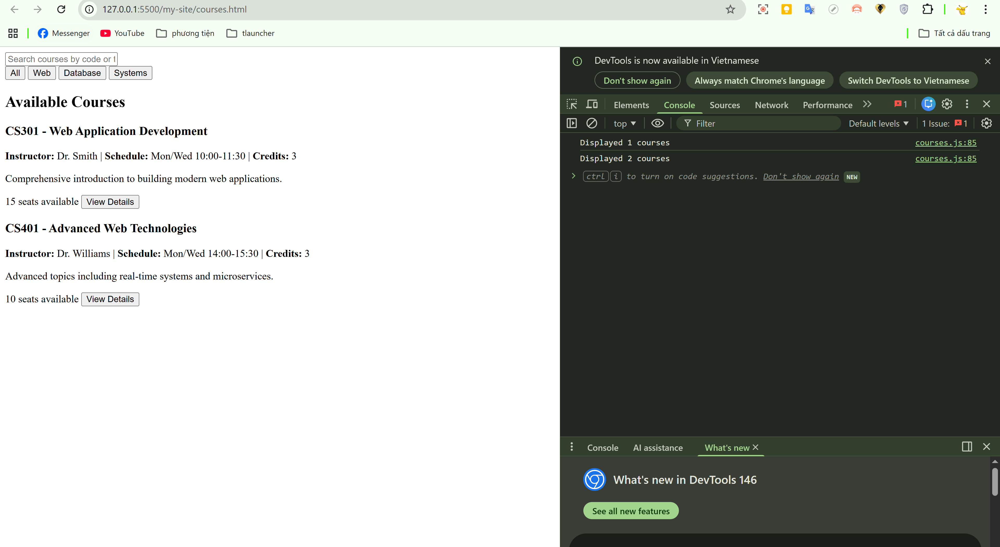 127.0.0.1:5500/my-site/courses.html
Messenger YouTube phương tiện tlauncher Tất cả dấu trang
Search courses by code or t
All Web Database Systems
Available Courses
CS301 - Web Application Development
Instructor: Dr. Smith | Schedule: Mon/Wed 10:00-11:30 | Credits: 3
Comprehensive introduction to building modern web applications.
15 seats available View Details
CS401 - Advanced Web Technologies
Instructor: Dr. Williams | Schedule: Mon/Wed 14:00-15:30 | Credits: 3
Advanced topics including real-time systems and microservices.
10 seats available View Details
DevTools is now available in Vietnamese
Don't show again Always match Chrome's language Switch DevTools to Vietnamese
Elements Console Sources Network Performance 1
top Filter Default levels 1 Issue: 1
Displayed 1 courses courses.js:85
Displayed 2 courses courses.js:85
ctrl i to turn on code suggestions. Don't show again NEW
Console AI assistance What's new
What's new in DevTools 146
See all new features